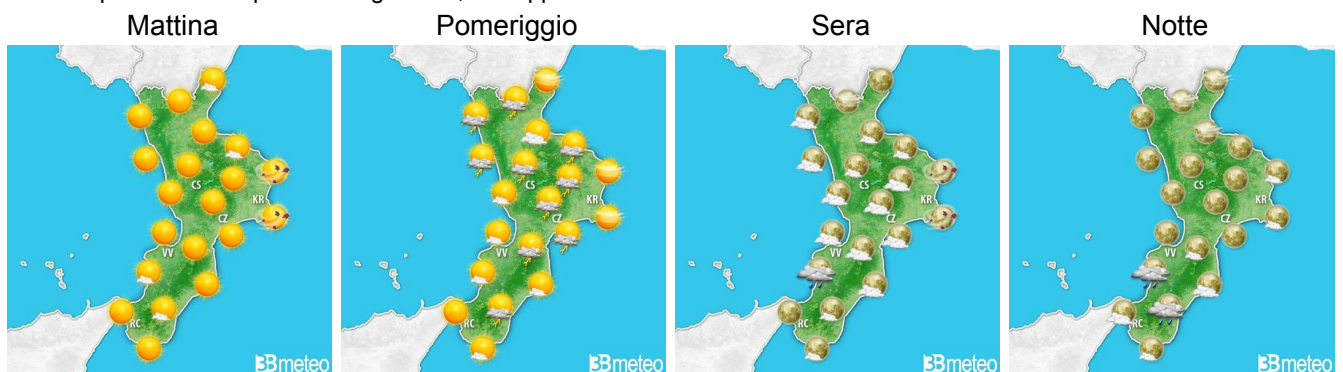 Mattina
Pomeriggio
Sera
Notte
CS
KR
CZ
VV
RC
3Bmeteo
CS
KR
CZ
VV
RC
3Bmeteo
CS
KR
CZ
VV
RC
3Bmeteo
CS
KR
CZ
VV
RC
3Bmeteo